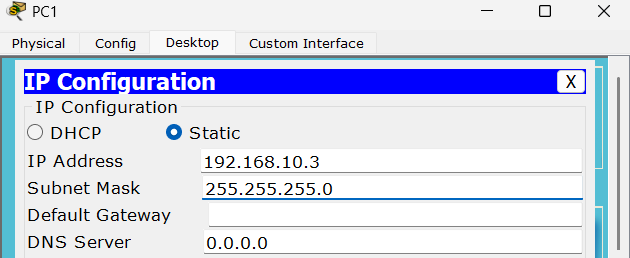 PC1
Physical Config Desktop Custom Interface
IP Configuration X
IP Configuration
DHCP Static
IP Address 192.168.10.3
Subnet Mask 255.255.255.0
Default Gateway
DNS Server 0.0.0.0